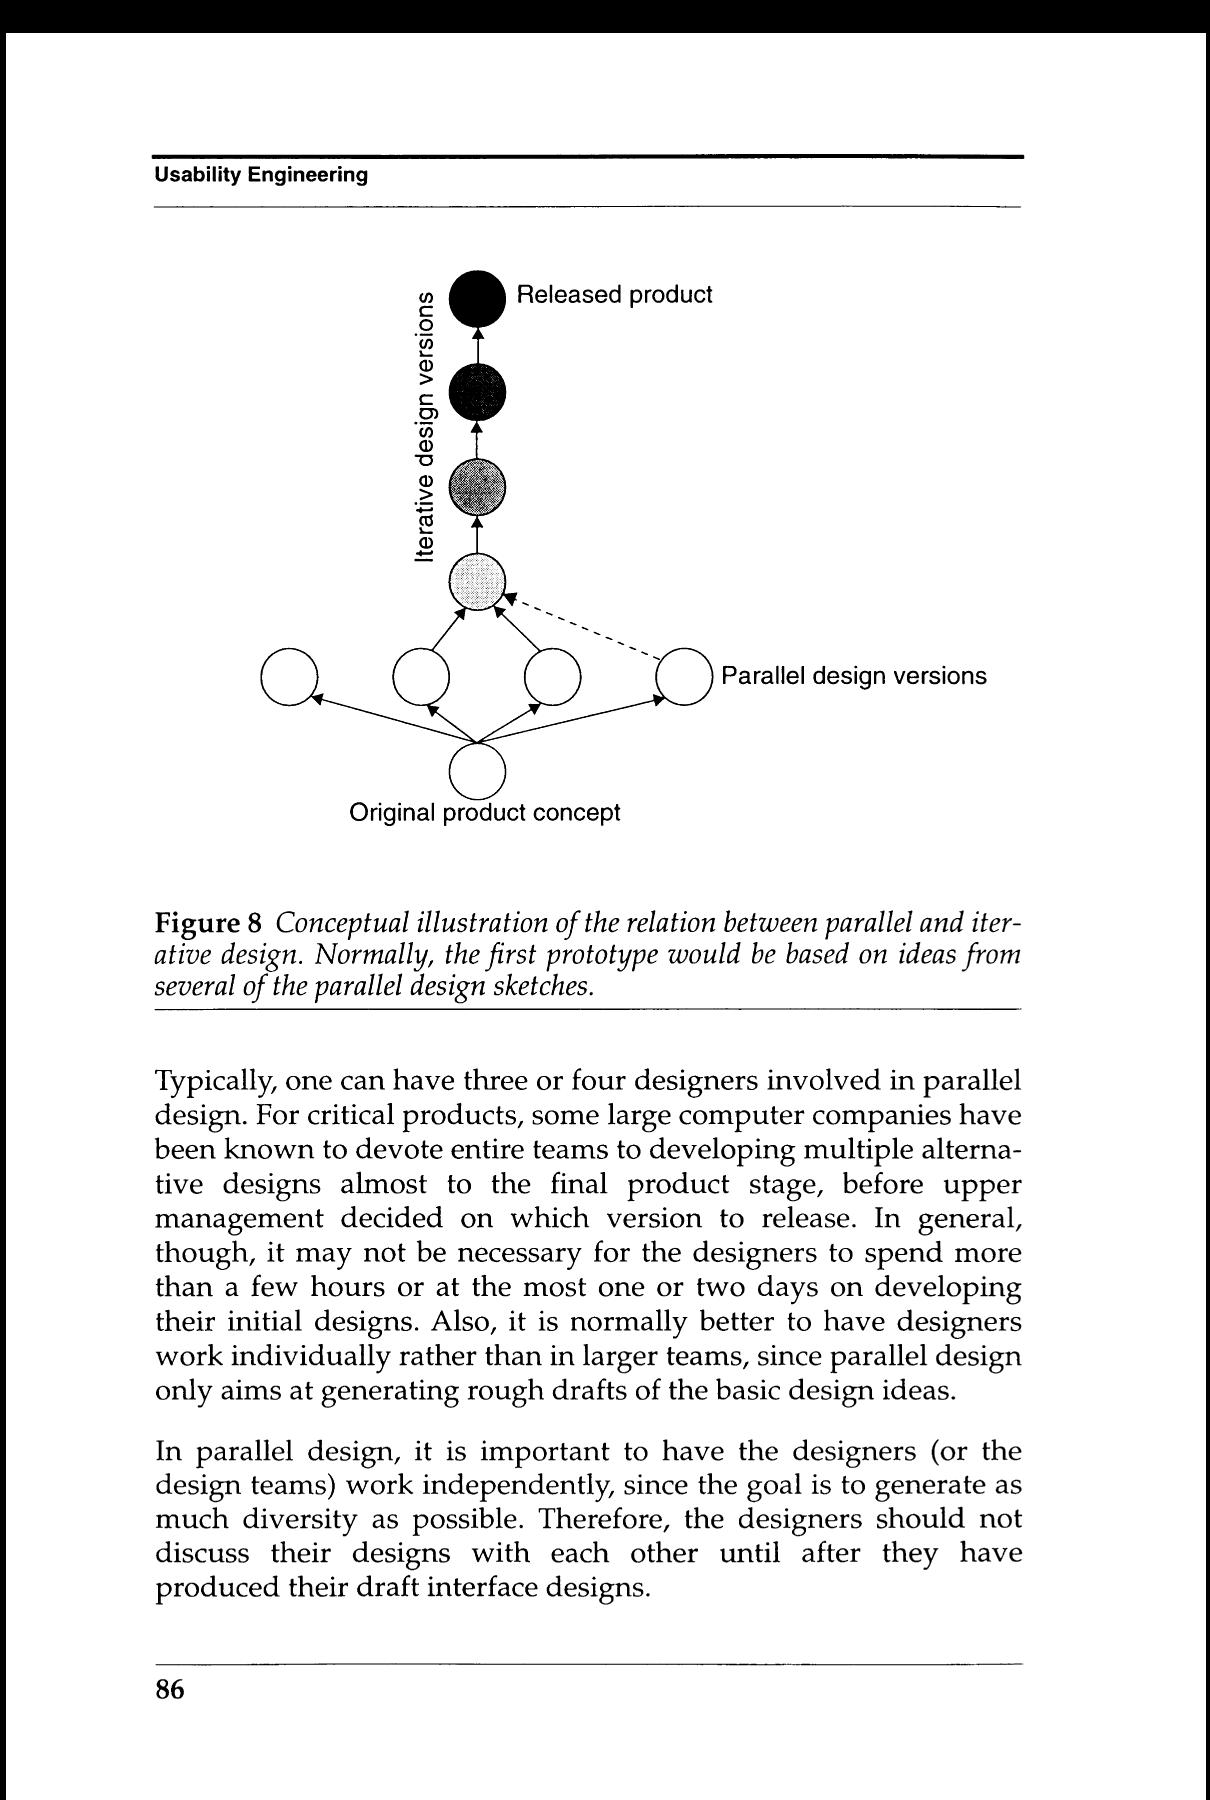 Usability Engineering
Released product
Iterative design versions
Parallel design versions
Original product concept
Figure 8 Conceptual illustration of the relation between parallel and iter-
ative design. Normally, the first prototype would be based on ideas from
several of the parallel design sketches.
Typically, one can have three or four designers involved in parallel
design. For critical products, some large computer companies have
been known to devote entire teams to developing multiple alterna-
tive designs almost to the final product stage, before upper
management decided on which version to release. In general,
though, it may not be necessary for the designers to spend more
than a few hours or at the most one or two days on developing
their initial designs. Also, it is normally better to have designers
work individually rather than in larger teams, since parallel design
only aims at generating rough drafts of the basic design ideas.
In parallel design, it is important to have the designers (or the
design teams) work independently, since the goal is to generate as
much diversity as possible. Therefore, the designers should not
discuss their designs with each other until after they have
produced their draft interface designs.
86